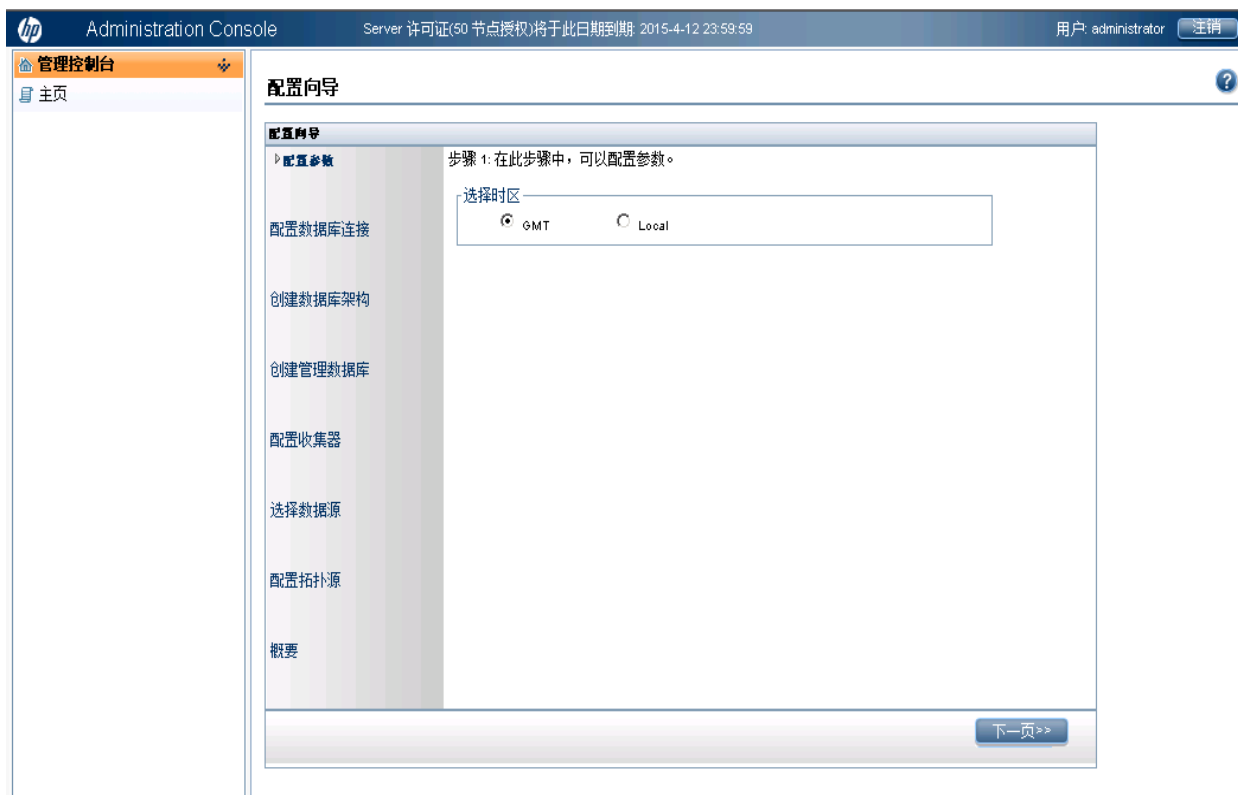 hp Administration Console Server 许可证(50 节点授权)将于此日期到期: 2015-4-12 23:59:59 用户: administrator 注销
管理控制台
主页
配置向导
?
配置向导
配置参数
步骤 1: 在此步骤中，可以配置参数。
选择时区
GMT Local
配置数据库连接
创建数据库架构
创建管理数据库
配置收集器
选择数据源
配置拓扑源
概要
下一页>>